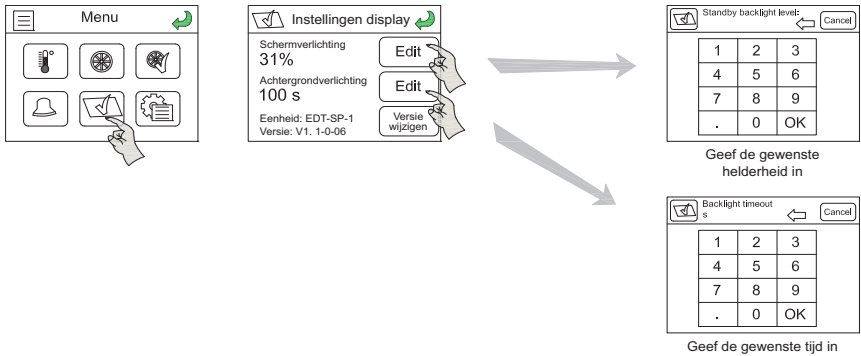 Menu
Instellingen display
Schermverlichting
31%
Edit
Achtergrondverlichting
100 s
Edit
Eenheid: EDT-SP-1
Versie: V1. 1-0-06
Versie
wijzigen
Standby backlight level:
Cancel
1 2 3
4 5 6
7 8 9
. 0 OK
Geef de gewenste
helderheid in
Backlight timeout
s
Cancel
1 2 3
4 5 6
7 8 9
. 0 OK
Geef de gewenste tijd in